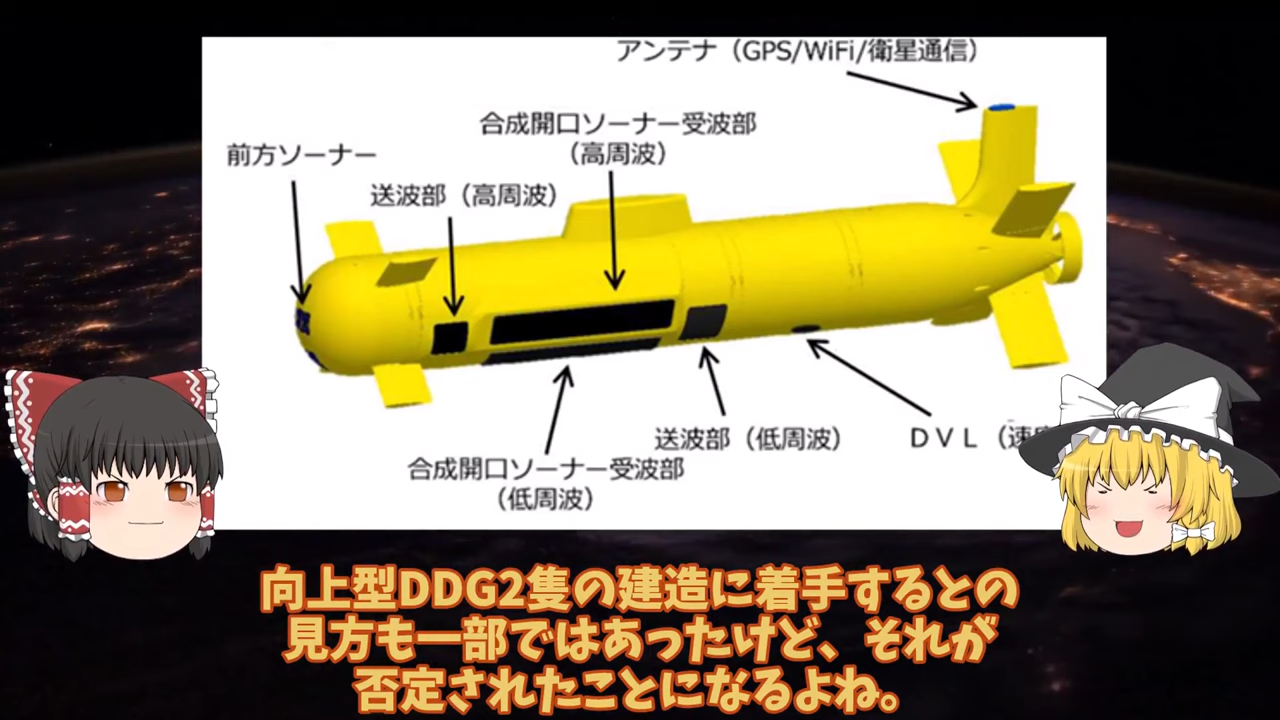 アンテナ（GPS/WiFi/衛星通信）
合成開口ソーナー受波部
（高周波）
前方ソーナー
送波部（高周波）
送波部（低周波）
ＤＶＬ（速
合成開口ソーナー受波部
（低周波）
向上型DDG2隻の建造に着手するとの
見方も一部ではあったけど、それが
否定されたことになるよね。